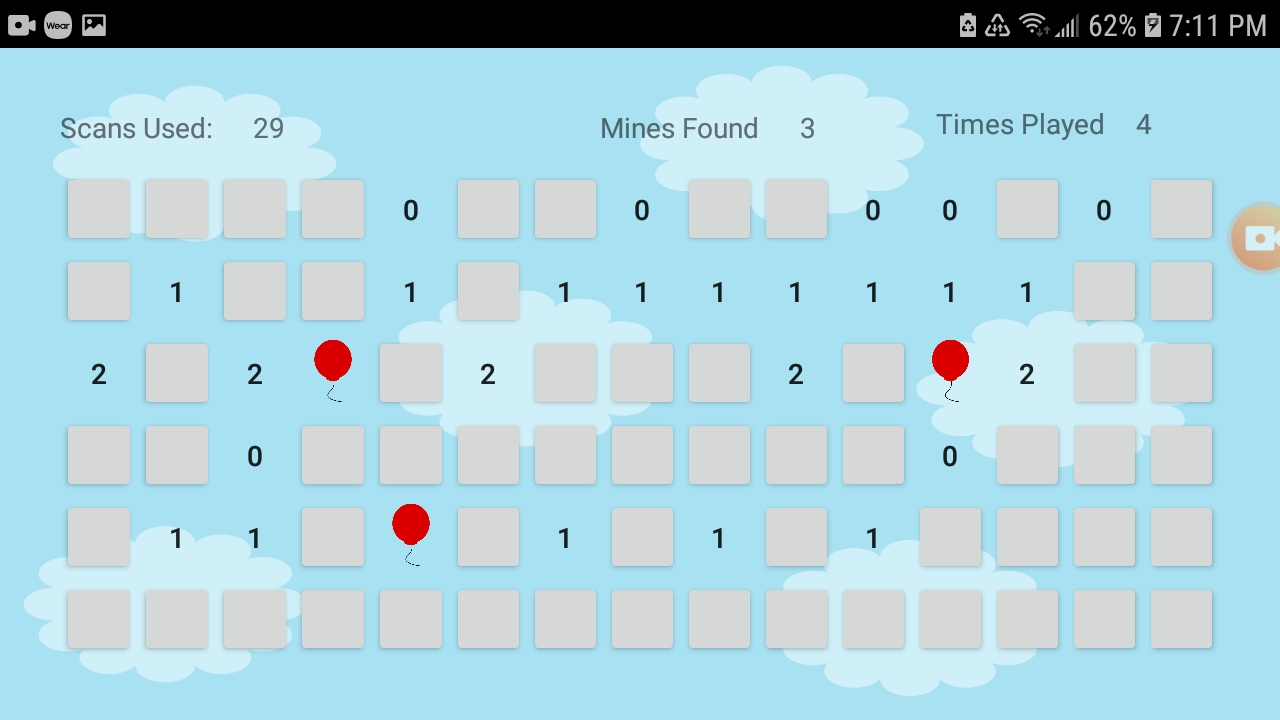 Wear 62% 7:11 PM
Scans Used: 29 Mines Found 3 Times Played 4
0 0 0 0 0
1 1 1 1 1 1 1 1 1
2 2 2 2 2
0 0
1 1 1 1 1